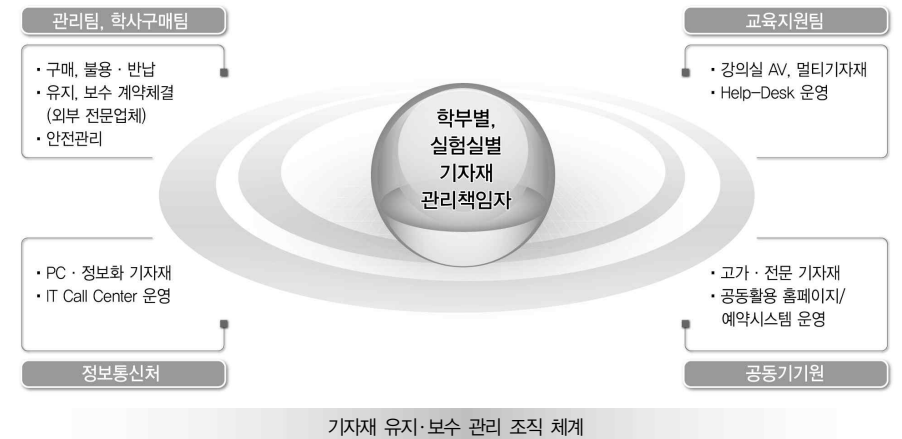 관리팀, 학사구매팀
· 구매, 불용 · 반납
· 유지, 보수 계약체결
(외부 전문업체)
· 안전관리
교육지원팀
· 강의실 AV, 멀티기자재
· Help-Desk 운영
학부별,
실험실별
기자재
관리책임자
· PC · 정보화 기자재
· IT Call Center 운영
정보통신처
· 고가 · 전문 기자재
· 공동활용 홈페이지/
예약시스템 운영
공동기기원
기자재 유지·보수 관리 조직 체계